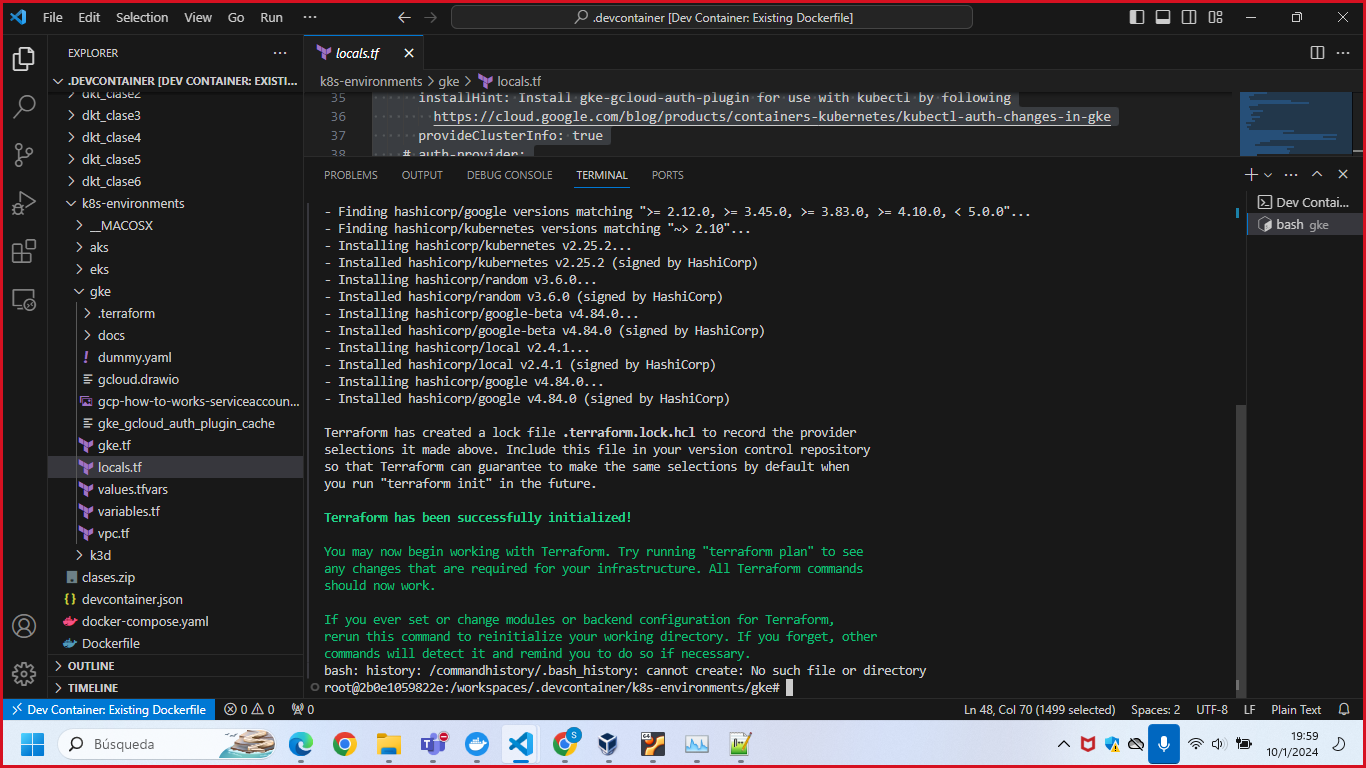 File Edit Selection View Go Run ···
.devcontainer [Dev Container: Existing Dockerfile]
EXPLORER ···
.DEVCONTAINER [DEV CONTAINER: EXISTI...
dkt_clase2
dkt_clase3
dkt_clase4
dkt_clase5
dkt_clase6
k8s-environments
__MACOSX
aks
eks
gke
.terraform
docs
! dummy.yaml
gcloud.drawio
gcp-how-to-works-serviceaccoun...
gke_gcloud_auth_plugin_cache
gke.tf
locals.tf
values.tfvars
variables.tf
vpc.tf
k3d
clases.zip
{} devcontainer.json
docker-compose.yaml
Dockerfile
OUTLINE
TIMELINE
locals.tf
k8s-environments > gke > locals.tf
35 installHint: Install gke-gcloud-auth-plugin for use with kubectl by following
36 https://cloud.google.com/blog/products/containers-kubernetes/kubectl-auth-changes-in-gke
37 provideClusterInfo: true
38 # auth-provider:
PROBLEMS OUTPUT DEBUG CONSOLE TERMINAL PORTS
- Finding hashicorp/google versions matching ">= 2.12.0, >= 3.45.0, >= 3.83.0, >= 4.10.0, < 5.0.0"...
- Finding hashicorp/kubernetes versions matching "~> 2.10"...
- Installing hashicorp/kubernetes v2.25.2...
- Installed hashicorp/kubernetes v2.25.2 (signed by HashiCorp)
- Installing hashicorp/random v3.6.0...
- Installed hashicorp/random v3.6.0 (signed by HashiCorp)
- Installing hashicorp/google-beta v4.84.0...
- Installed hashicorp/google-beta v4.84.0 (signed by HashiCorp)
- Installing hashicorp/local v2.4.1...
- Installed hashicorp/local v2.4.1 (signed by HashiCorp)
- Installing hashicorp/google v4.84.0...
- Installed hashicorp/google v4.84.0 (signed by HashiCorp)
Terraform has created a lock file .terraform.lock.hcl to record the provider
selections it made above. Include this file in your version control repository
so that Terraform can guarantee to make the same selections by default when
you run "terraform init" in the future.
Terraform has been successfully initialized!
You may now begin working with Terraform. Try running "terraform plan" to see
any changes that are required for your infrastructure. All Terraform commands
should now work.
If you ever set or change modules or backend configuration for Terraform,
rerun this command to reinitialize your working directory. If you forget, other
commands will detect it and remind you to do so if necessary.
bash: history: /commandhistory/.bash_history: cannot create: No such file or directory
root@2b0e1059822e:/workspaces/.devcontainer/k8s-environments/gke#
Dev Contai...
bash gke
Dev Container: Existing Dockerfile 0 0 0 Ln 48, Col 70 (1499 selected) Spaces: 2 UTF-8 LF Plain Text
Búsqueda
S
19:59
10/1/2024